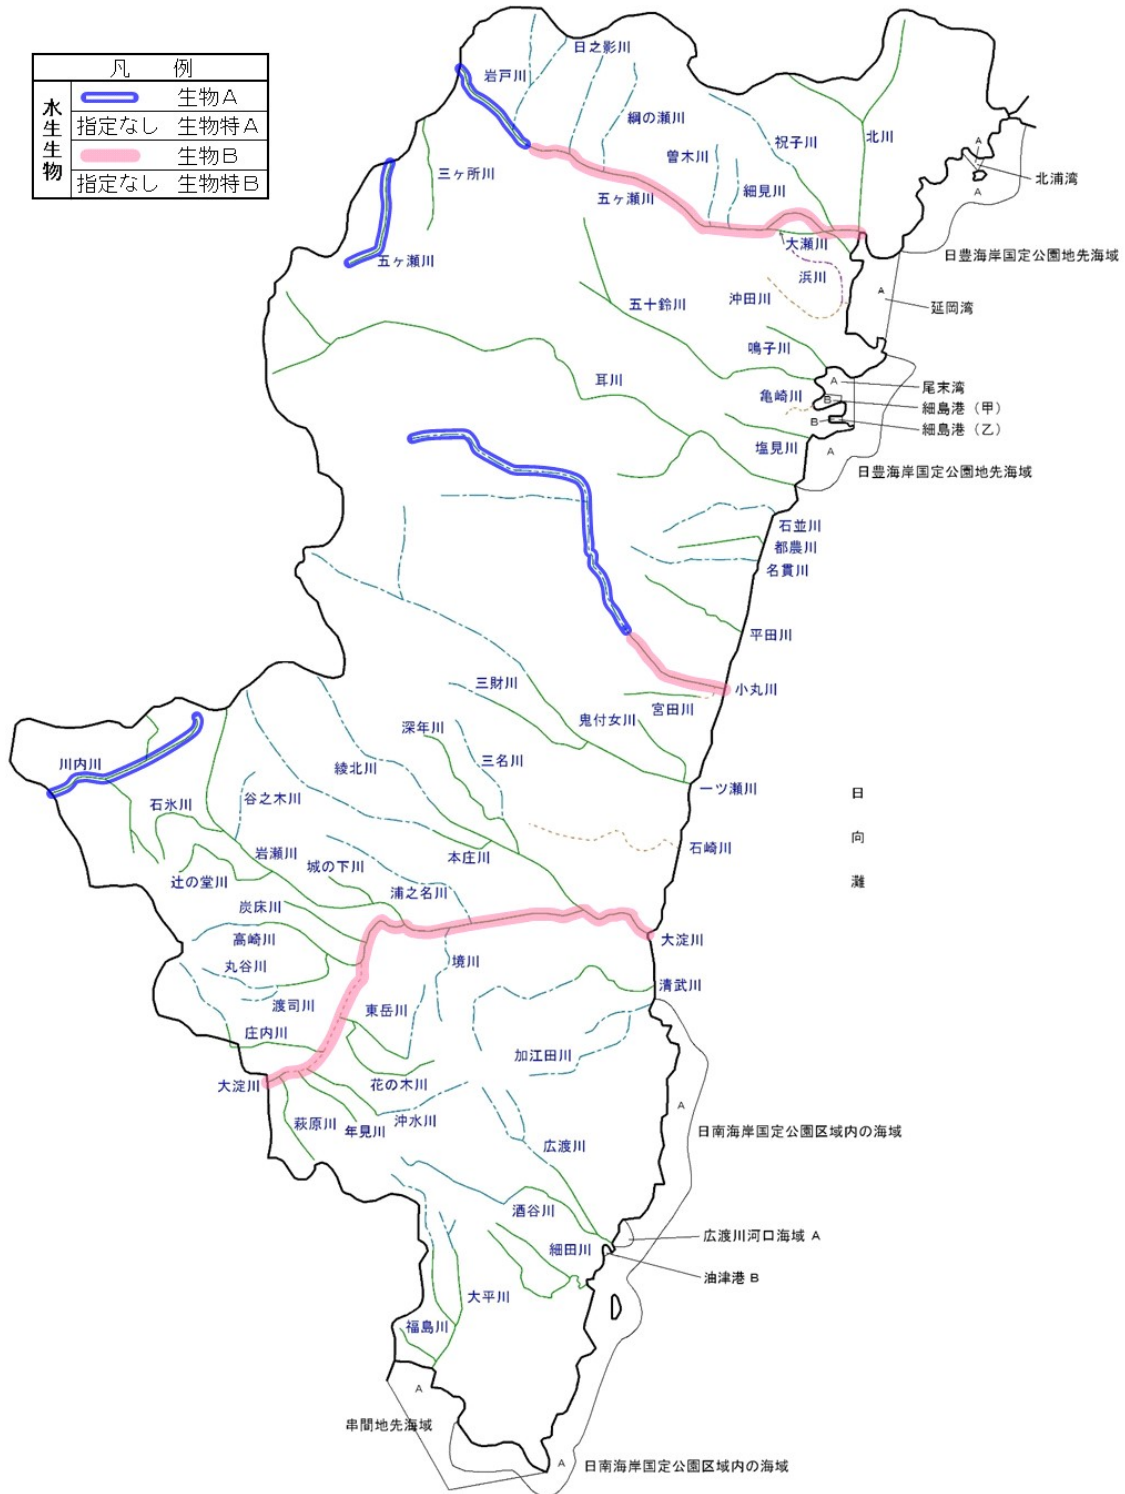 凡　例
水生生物
生物A
指定なし　生物特A
生物B
指定なし　生物特B
日之影川
岩戸川
綱の瀬川
祝子川
北川
曽木川
三ヶ所川
細見川
五ヶ瀬川
A
北浦湾
A
大瀬川
日豊海岸国定公園地先海域
五ヶ瀬川
浜川
沖田川
A
延岡湾
五十鈴川
鳴子川
耳川
A
尾末湾
亀崎川
B
細島港（甲）
B
細島港（乙）
塩見川
A
日豊海岸国定公園地先海域
石並川
都農川
名貫川
平田川
小丸川
三財川
宮田川
鬼付女川
深年川
三名川
川内川
綾北川
一ツ瀬川
日向灘
谷之木川
石氷川
石崎川
岩瀬川
本庄川
城の下川
辻の堂川
浦之名川
炭床川
高崎川
大淀川
境川
丸谷川
清武川
渡司川
東岳川
庄内川
加江田川
大淀川
花の木川
A
萩原川
年見川
沖水川
日南海岸国定公園区域内の海域
広渡川
酒谷川
広渡川河口海域 A
細田川
油津港 B
大平川
福島川
A
串間地先海域
A
日南海岸国定公園区域内の海域